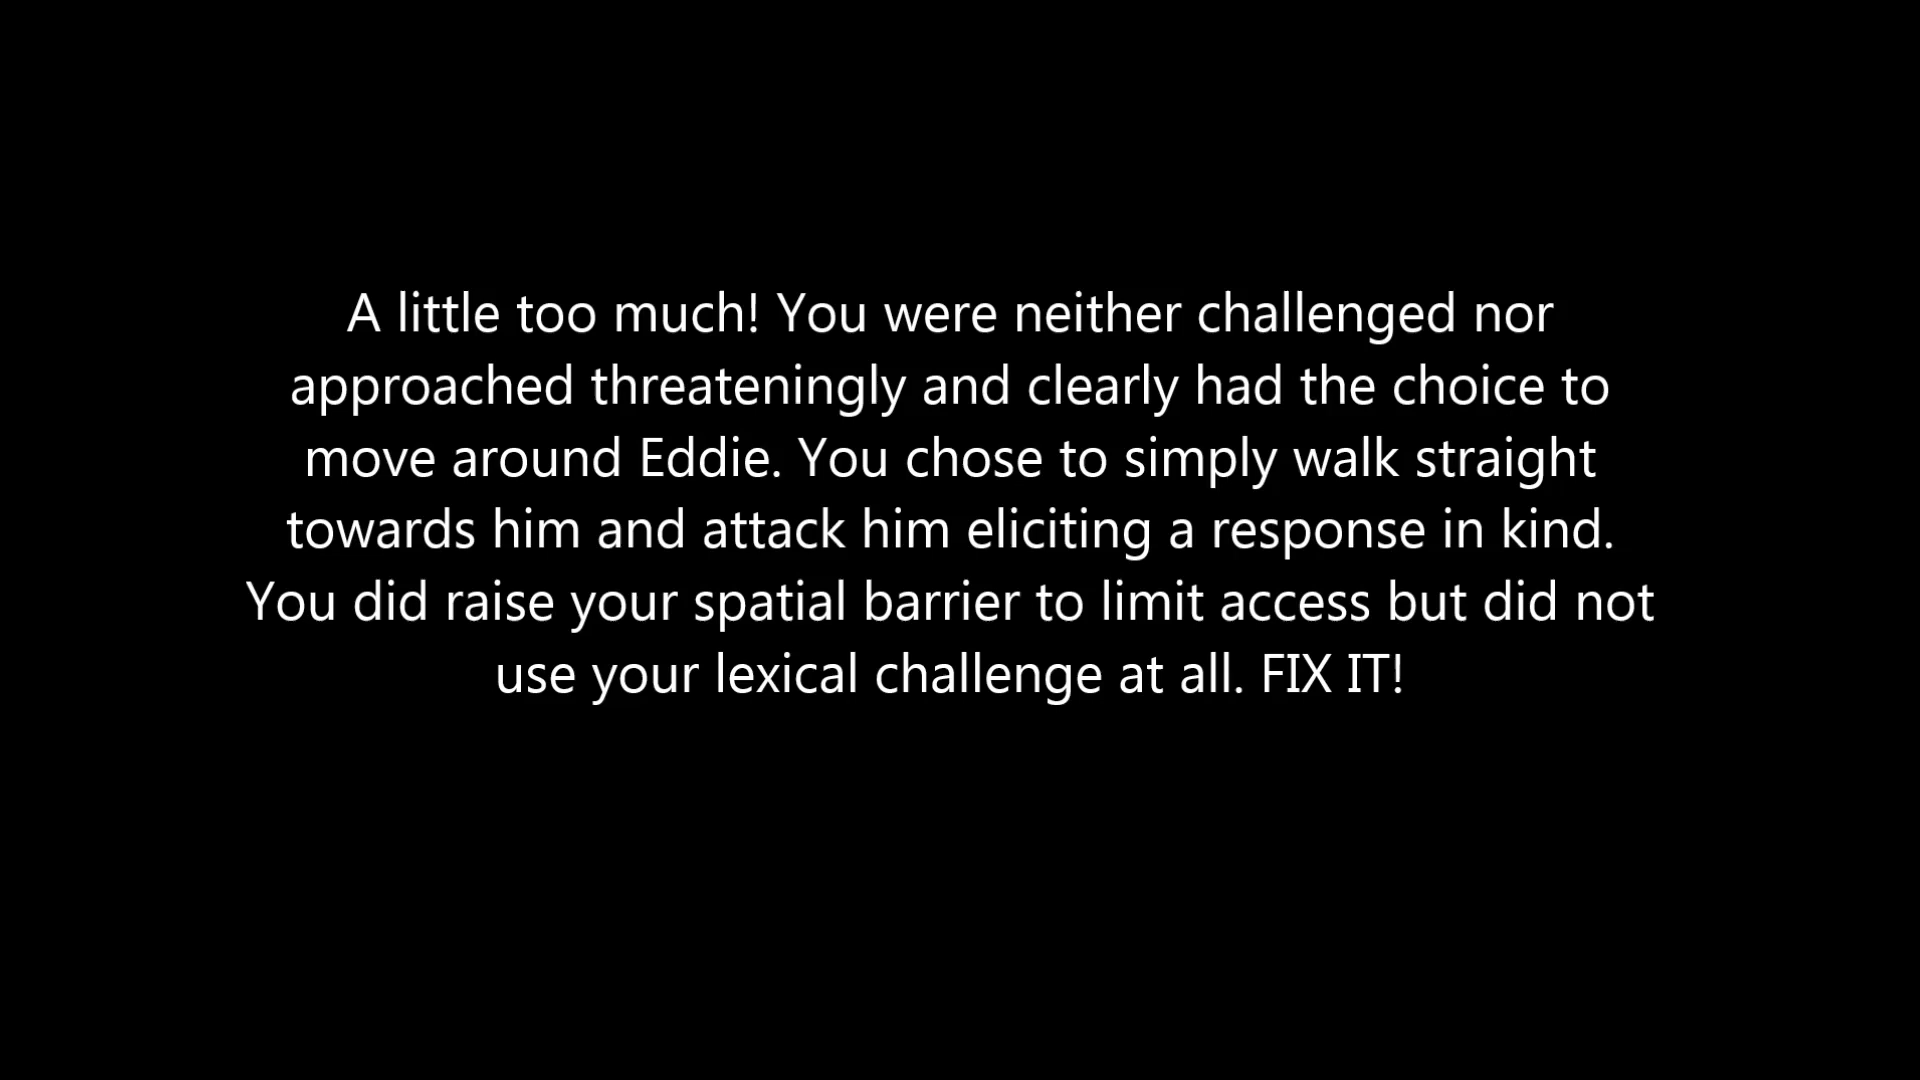 A little too much! You were neither challenged nor
approached threateningly and clearly had the choice to
move around Eddie. You chose to simply walk straight
towards him and attack him eliciting a response in kind.
You did raise your spatial barrier to limit access but did not
use your lexical challenge at all. FIX IT!